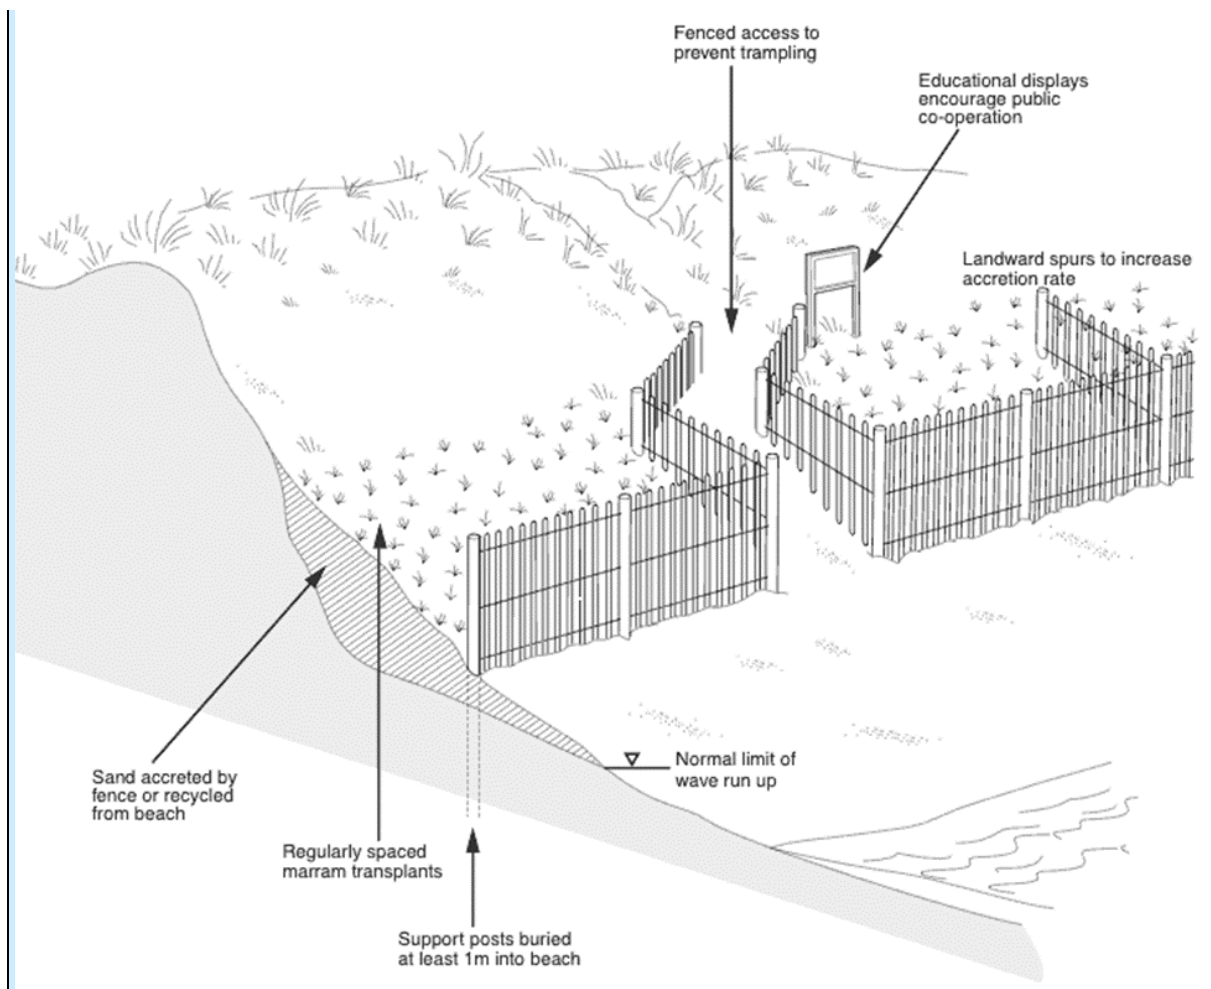 Fenced access to
prevent trampling
Educational displays
encourage public
co-operation
Landward spurs to increase
accretion rate
Normal limit of
wave run up
Sand accreted by
fence or recycled
from beach
Regularly spaced
marram transplants
Support posts buried
at least 1m into beach